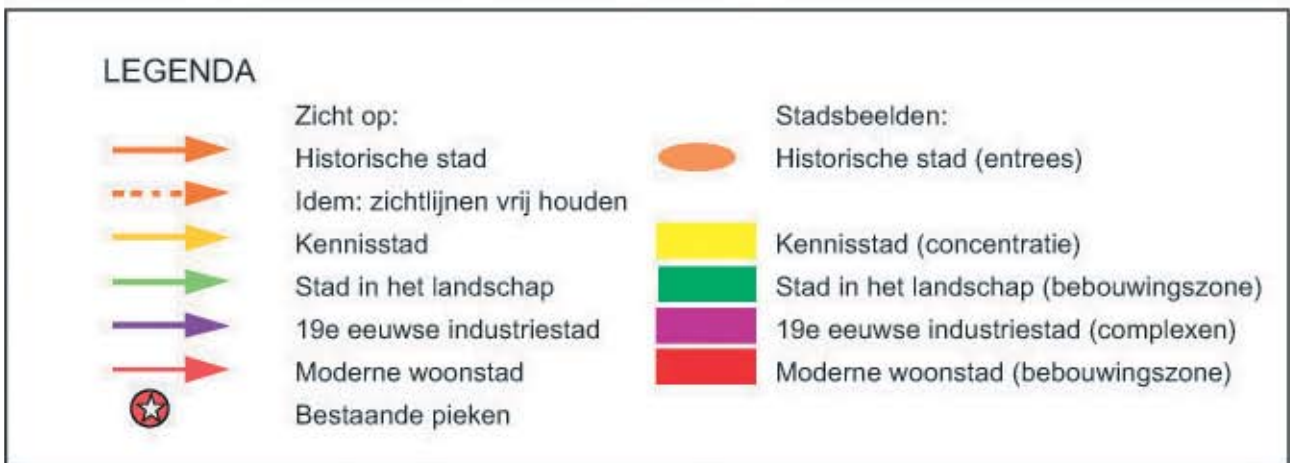 LEGENDA
Zicht op:
Historische stad
Idem: zichtlijnen vrij houden
Kennisstad
Stad in het landschap
19e eeuwse industriestad
Moderne woonstad
Bestaande pieken
Stadsbeelden:
Historische stad (entrees)
Kennisstad (concentratie)
Stad in het landschap (bebouwingszone)
19e eeuwse industriestad (complexen)
Moderne woonstad (bebouwingszone)